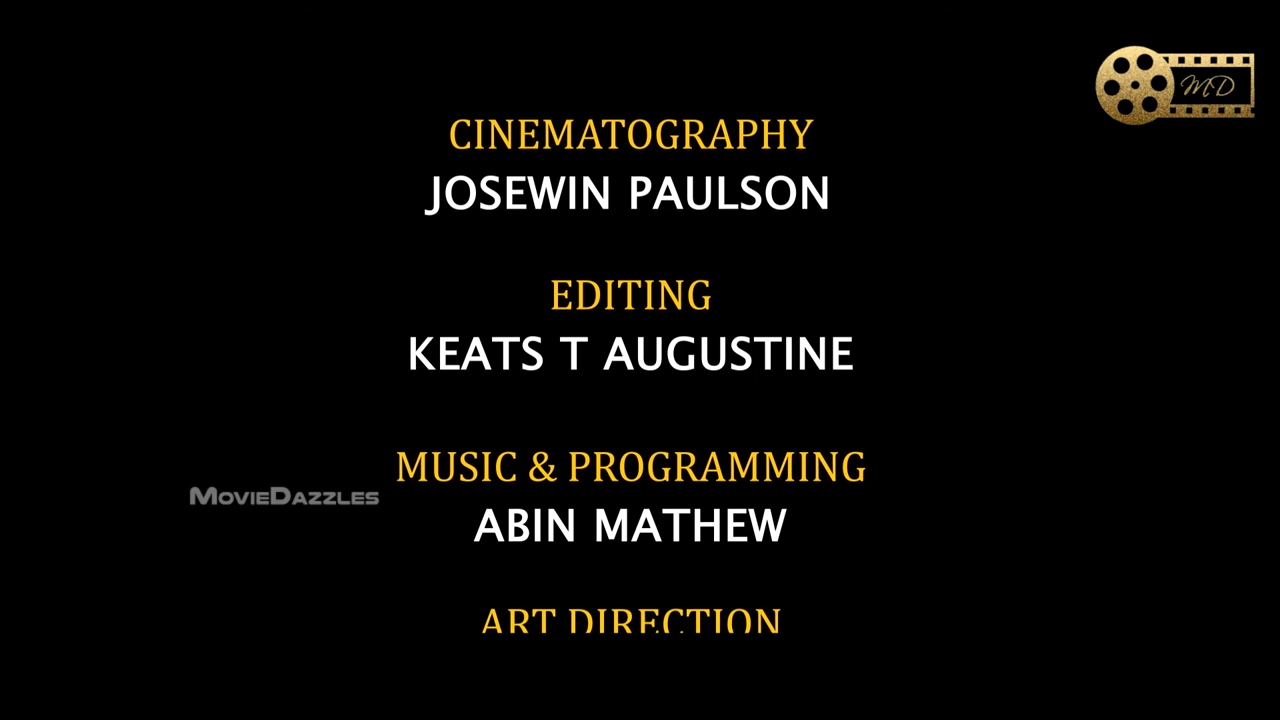 MD
CINEMATOGRAPHY
JOSEWIN PAULSON
EDITING
KEATS T AUGUSTINE
MUSIC & PROGRAMMING
MOVIEDAZZLES
ABIN MATHEW
ART DIRECTION